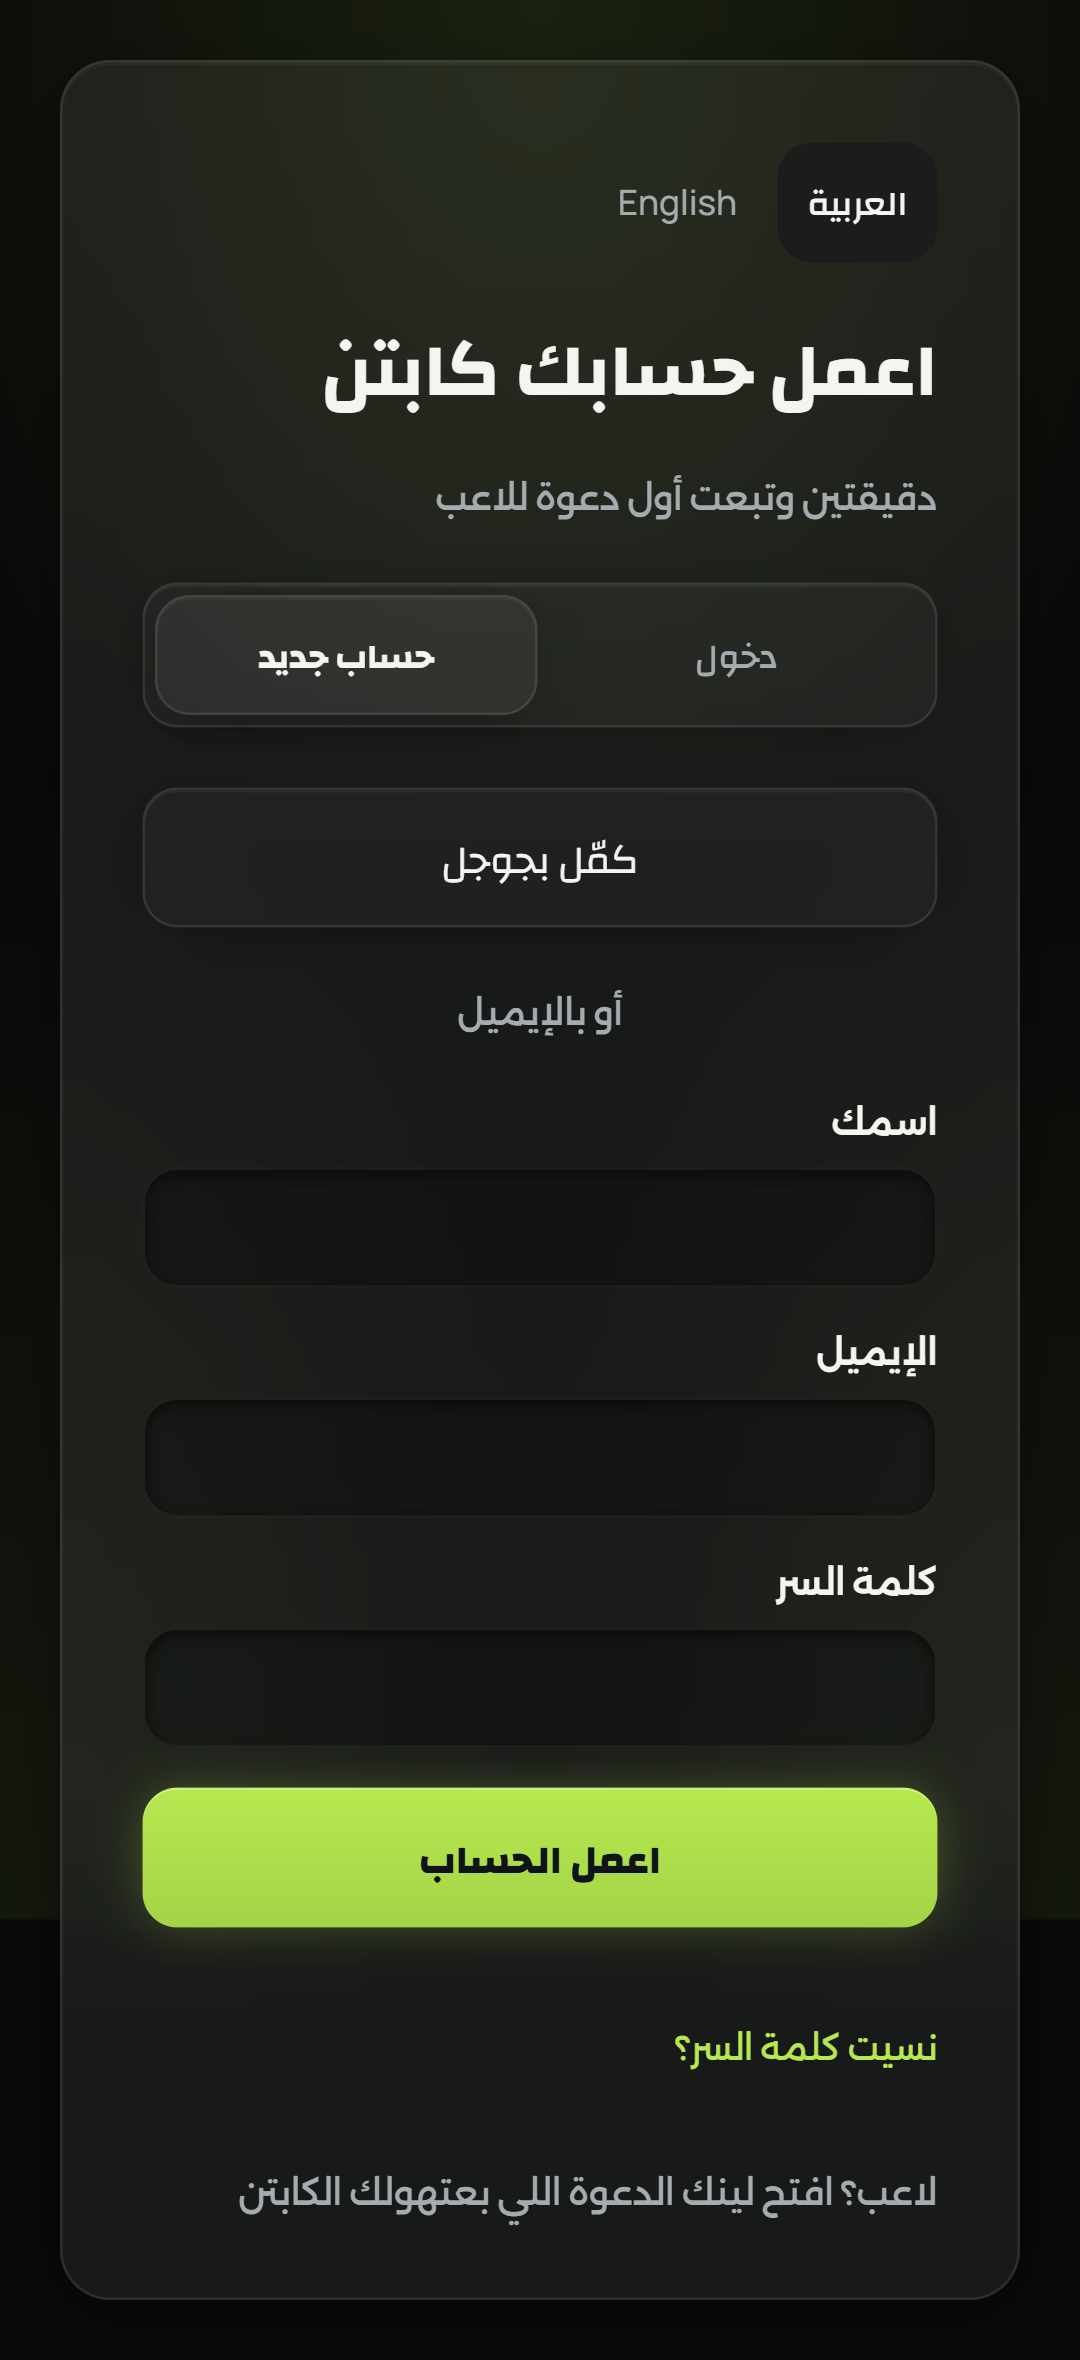 العربية English
اعمل حسابك كابتن
دقيقتين وتبعت أول دعوة للاعب
دخول حساب جديد
كمّل بجوجل
أو بالإيميل
اسمك
الإيميل
كلمة السر
اعمل الحساب
نسيت كلمة السر؟
لاعب؟ افتح لينك الدعوة اللي بعتهولك الكابتن